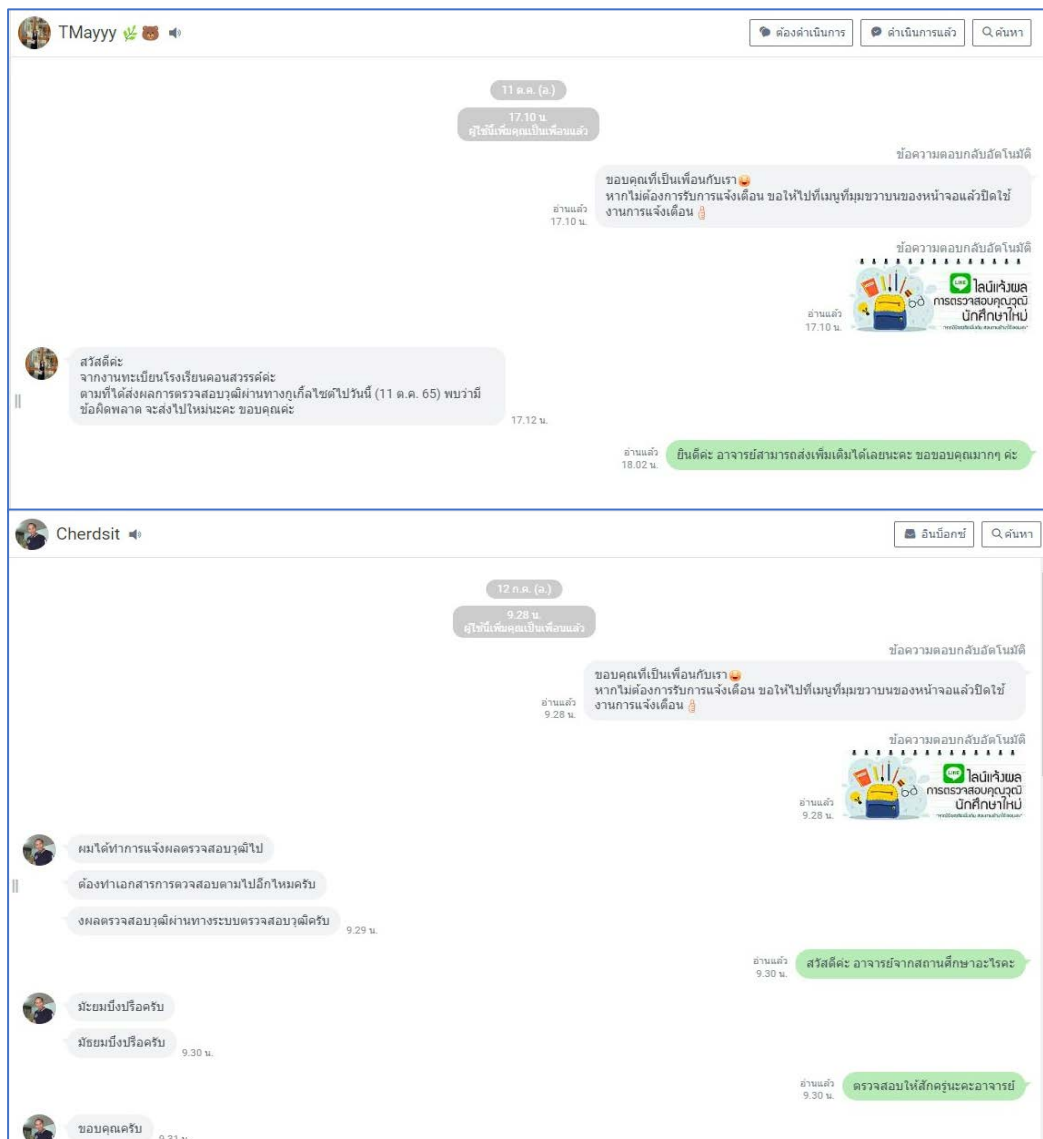 TMayyy
ต้องดำเนินการ
ดำเนินการแล้ว
ค้นหา
11 ต.ค. (อ.)
17.10 น.
ผู้ใช้นี้เพิ่มคุณเป็นเพื่อนแล้ว
ข้อความตอบกลับอัตโนมัติ
ขอบคุณที่เป็นเพื่อนกับเรา😆
หากไม่ต้องการรับการแจ้งเตือน ขอให้ไปที่เมนูที่มุมขวาบนของหน้าจอแล้วปิดใช้
งานการแจ้งเตือน
อ่านแล้ว
17.10 น.
ข้อความตอบกลับอัตโนมัติ
LINE ไลน์แจ้งผล
การตรวจสอบคุณวุฒิ
นักศึกษาใหม่
อ่านแล้ว
17.10 น.
สวัสดีค่ะ
จากงานทะเบียนโรงเรียนคอนสวรรค์ค่ะ
ตามที่ได้ส่งผลการตรวจสอบวุฒิผ่านทางกูเกิ้ลไซต์ไปวันนี้ (11 ต.ค. 65) พบว่ามี
ข้อผิดพลาด จะส่งไปใหม่นะคะ ขอบคุณค่ะ
17.12 น.
อ่านแล้ว
18.02 น.
ยินดีค่ะ อาจารย์สามารถส่งเพิ่มเติมได้เลยนะคะ ขอขอบคุณมากๆ ค่ะ
Cherdsit
อินบ็อกซ์
ค้นหา
12 ก.ค. (อ.)
9.28 น.
ผู้ใช้นี้เพิ่มคุณเป็นเพื่อนแล้ว
ข้อความตอบกลับอัตโนมัติ
ขอบคุณที่เป็นเพื่อนกับเรา😆
หากไม่ต้องการรับการแจ้งเตือน ขอให้ไปที่เมนูที่มุมขวาบนของหน้าจอแล้วปิดใช้
งานการแจ้งเตือน
อ่านแล้ว
9.28 น.
ข้อความตอบกลับอัตโนมัติ
LINE ไลน์แจ้งผล
การตรวจสอบคุณวุฒิ
นักศึกษาใหม่
อ่านแล้ว
9.28 น.
ผมได้ทำการแจ้งผลตรวจสอบวุฒิไป
ต้องทำเอกสารการตวจสอบตามไปอีกไหมครับ
งผลตรวจสอบวุฒิผ่านทางระบบตรวจสอบวุฒิครับ
9.29 น.
อ่านแล้ว
9.30 น.
สวัสดีค่ะ อาจารย์จากสถานศึกษาอะไรคะ
มัะยมบึ่งปรือครับ
มัธยมบึ่งปรือครับ
9.30 น.
อ่านแล้ว
9.30 น.
ตรวจสอบให้สักครู่นะคะอาจารย์
ขอบคุณครับ
9.31 น.